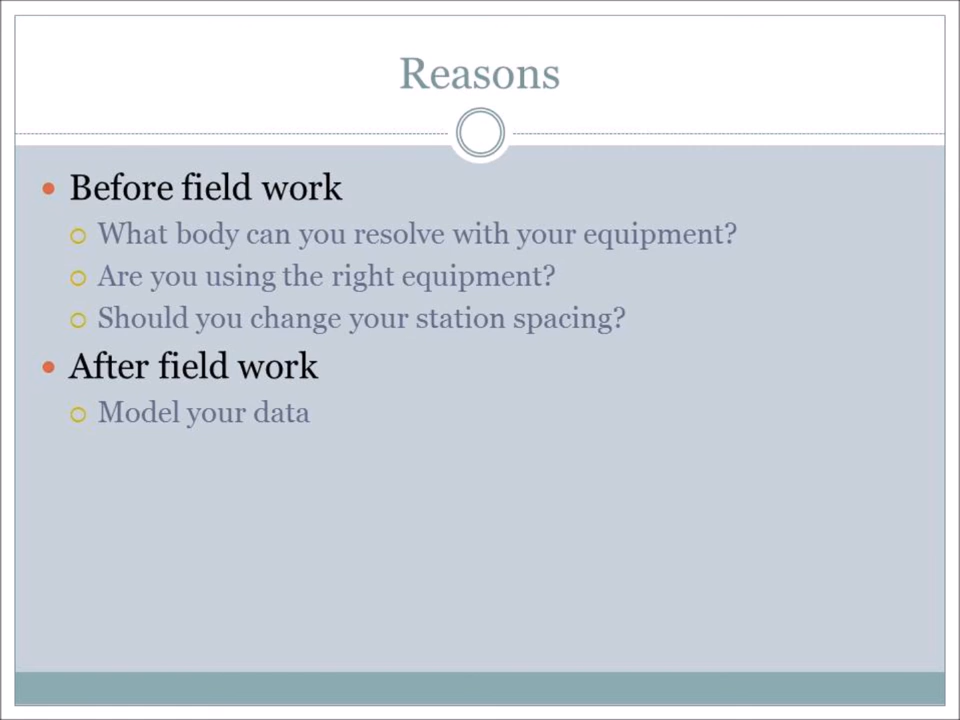 Reasons
Before field work
What body can you resolve with your equipment?
Are you using the right equipment?
Should you change your station spacing?
After field work
Model your data